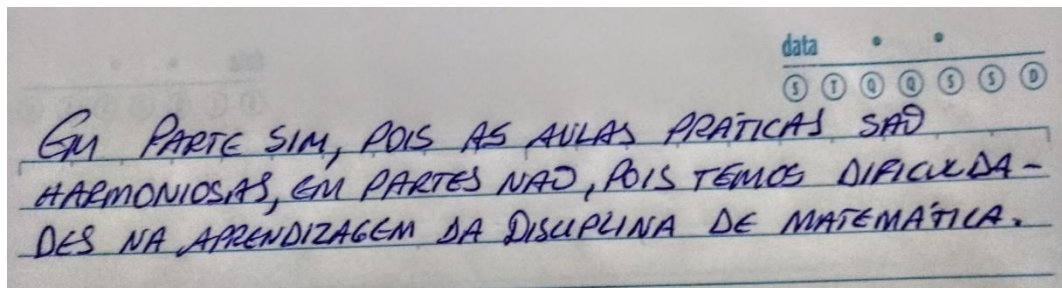 data
S T Q Q S S D
EM PARTE SIM, POIS AS AULAS PRÁTICAS SÃO
HARMONIOSAS, EM PARTES NÃO, POIS TEMOS DIFICULDA-
DES NA APRENDIZAGEM DA DISCIPLINA DE MATEMÁTICA.